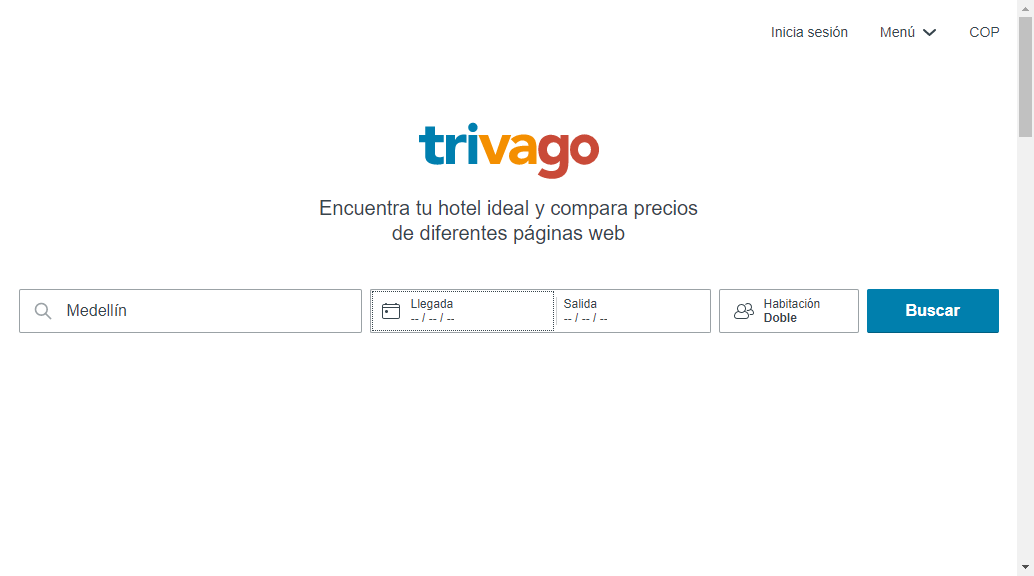 Inicia sesión Menú COP
trivago
Encuentra tu hotel ideal y compara precios
de diferentes páginas web
Medellín
Llegada
-- / -- / --
Salida
-- / -- / --
Habitación
Doble
Buscar